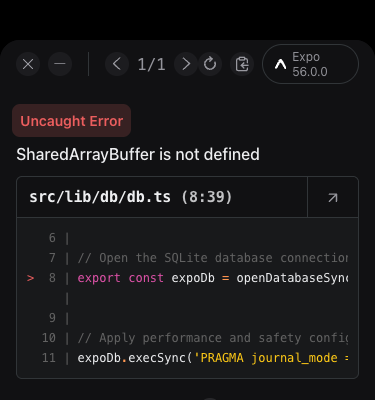 1/1
Expo
56.0.0
Uncaught Error
SharedArrayBuffer is not defined
src/lib/db/db.ts (8:39)
6 |
7 | // Open the SQLite database connection
> 8 | export const expoDb = openDatabaseSync
|
9 |
10 | // Apply performance and safety config
11 | expoDb.execSync('PRAGMA journal_mode =